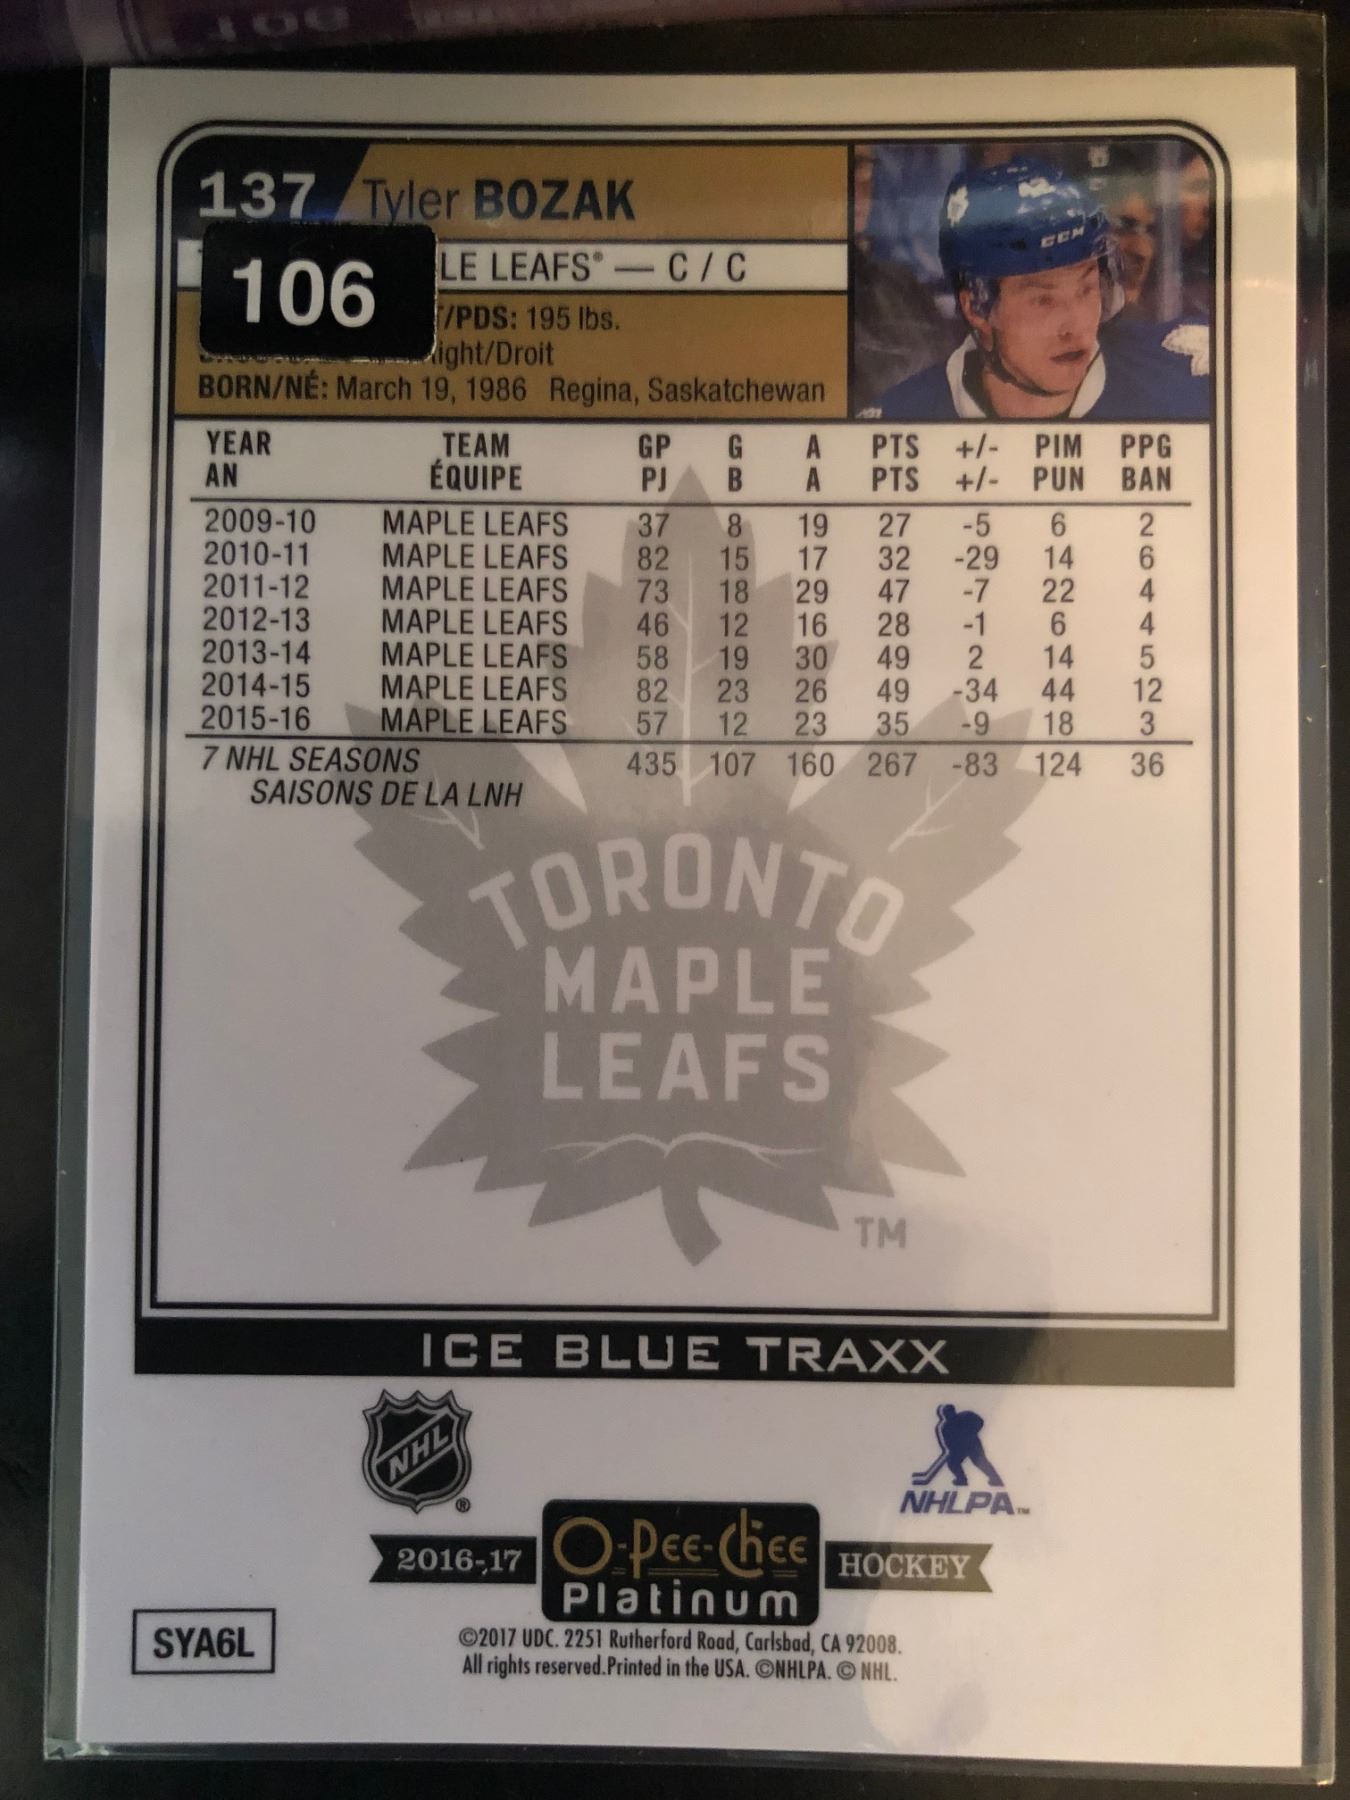 137 Tyler BOZAK
106
LE LEAFS® — C / C
/PDS: 195 lbs.
ight/Droit
BORN/NÉ: March 19, 1986 Regina, Saskatchewan
CCM
YEAR TEAM GP G A PTS +/- PIM PPG
AN ÉQUIPE PJ B A PTS +/- PUN BAN
2009-10 MAPLE LEAFS 37 8 19 27 -5 6 2
2010-11 MAPLE LEAFS 82 15 17 32 -29 14 6
2011-12 MAPLE LEAFS 73 18 29 47 -7 22 4
2012-13 MAPLE LEAFS 46 12 16 28 -1 6 4
2013-14 MAPLE LEAFS 58 19 30 49 2 14 5
2014-15 MAPLE LEAFS 82 23 26 49 -34 44 12
2015-16 MAPLE LEAFS 57 12 23 35 -9 18 3
7 NHL SEASONS 435 107 160 267 -83 124 36
SAISONS DE LA LNH
TORONTO
MAPLE
LEAFS
TM
ICE BLUE TRAXX
NHL ®
NHLPA™
2016-17 O-Pee-Chee HOCKEY
Platinum
SYA6L
©2017 UDC. 2251 Rutherford Road, Carlsbad, CA 92008.
All rights reserved.Printed in the USA. ©NHLPA. © NHL.